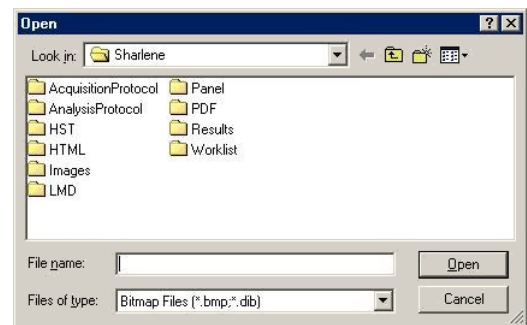 Open
Look in: Sharlene
AcquisitionProtocol Panel
AnalysisProtocol PDF
HST Results
HTML Worklist
Images
LMD
File name: Open
Files of type: Bitmap Files (*.bmp;*.dib) Cancel